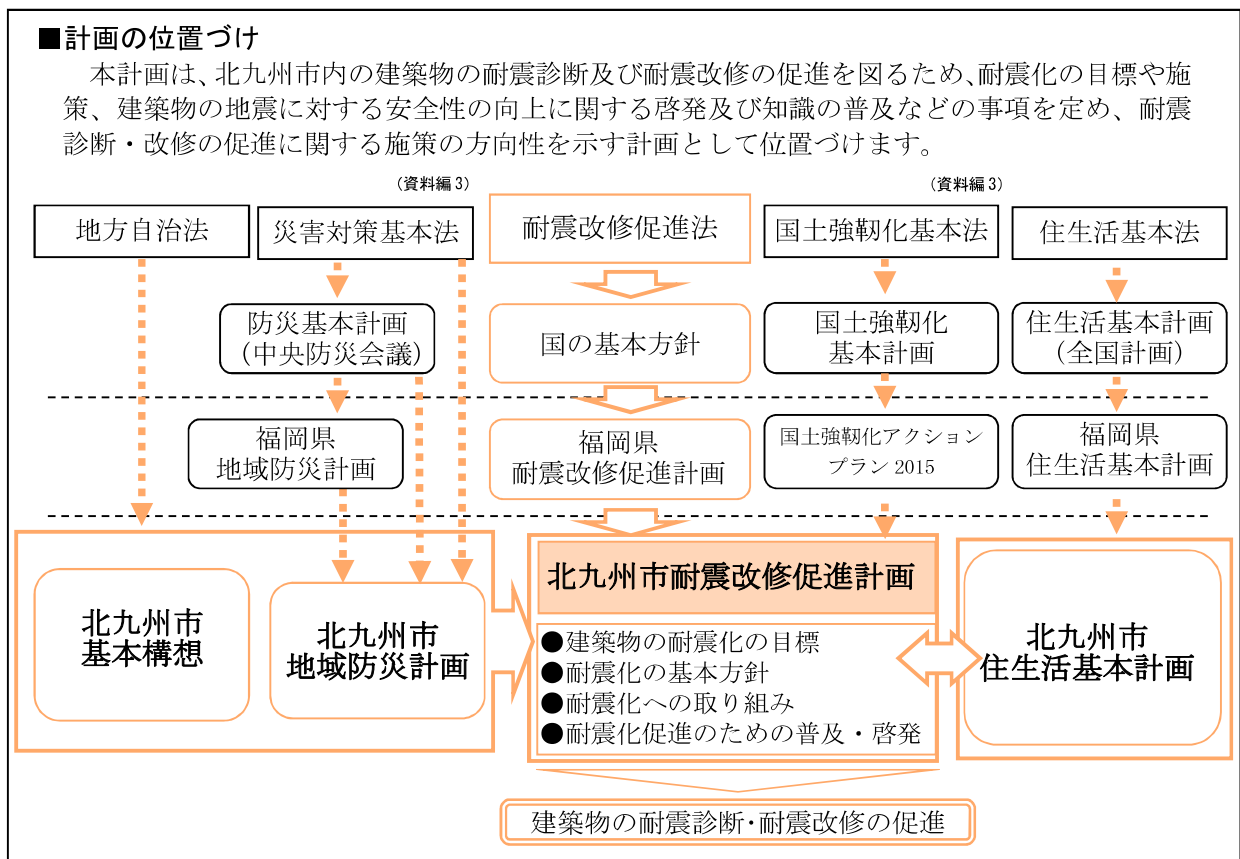 ■計画の位置づけ
本計画は、北九州市内の建築物の耐震診断及び耐震改修の促進を図るため、耐震化の目標や施
策、建築物の地震に対する安全性の向上に関する啓発及び知識の普及などの事項を定め、耐震
診断・改修の促進に関する施策の方向性を示す計画として位置づけます。
(資料編3)
(資料編3)
地方自治法
災害対策基本法
耐震改修促進法
国土強靭化基本法
住生活基本法
防災基本計画
(中央防災会議)
国の基本方針
国土強靭化
基本計画
住生活基本計画
(全国計画)
福岡県
地域防災計画
福岡県
耐震改修促進計画
国土強靭化アクション
プラン2015
福岡県
住生活基本計画
北九州市
基本構想
北九州市
地域防災計画
北九州市耐震改修促進計画
●建築物の耐震化の目標
●耐震化の基本方針
●耐震化への取り組み
●耐震化促進のための普及・啓発
北九州市
住生活基本計画
建築物の耐震診断・耐震改修の促進